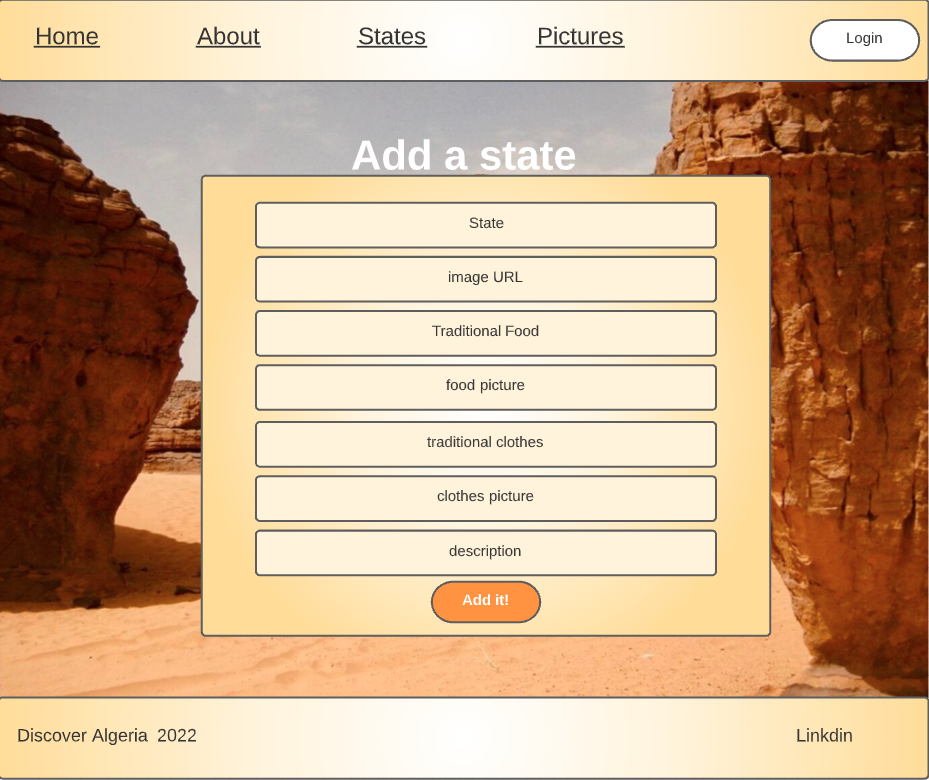 Home About States Pictures Login
Add a state
State
image URL
Traditional Food
food picture
traditional clothes
clothes picture
description
Add it!
Discover Algeria 2022 Linkdin